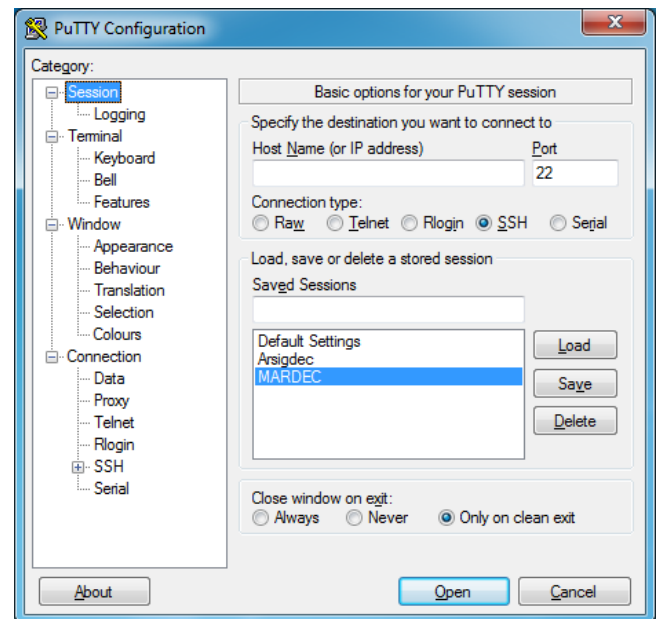 PuTTY Configuration
Category:
Session
Logging
Terminal
Keyboard
Bell
Features
Window
Appearance
Behaviour
Translation
Selection
Colours
Connection
Data
Proxy
Telnet
Rlogin
SSH
Serial
Basic options for your PuTTY session
Specify the destination you want to connect to
Host Name (or IP address) Port
22
Connection type:
Raw Telnet Rlogin SSH Serial
Load, save or delete a stored session
Saved Sessions
Default Settings
Arsigdec
MARDEC
Load
Save
Delete
Close window on exit:
Always Never Only on clean exit
About Open Cancel